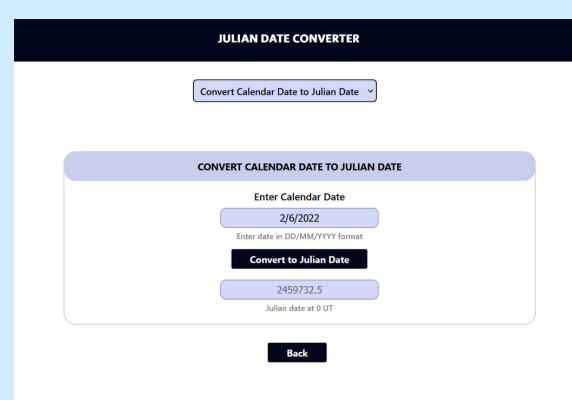 JULIAN DATE CONVERTER
Convert Calendar Date to Julian Date
CONVERT CALENDAR DATE TO JULIAN DATE
Enter Calendar Date
2/6/2022
Enter date in DD/MM/YYYY format
Convert to Julian Date
2459732.5
Julian date at 0 UT
Back